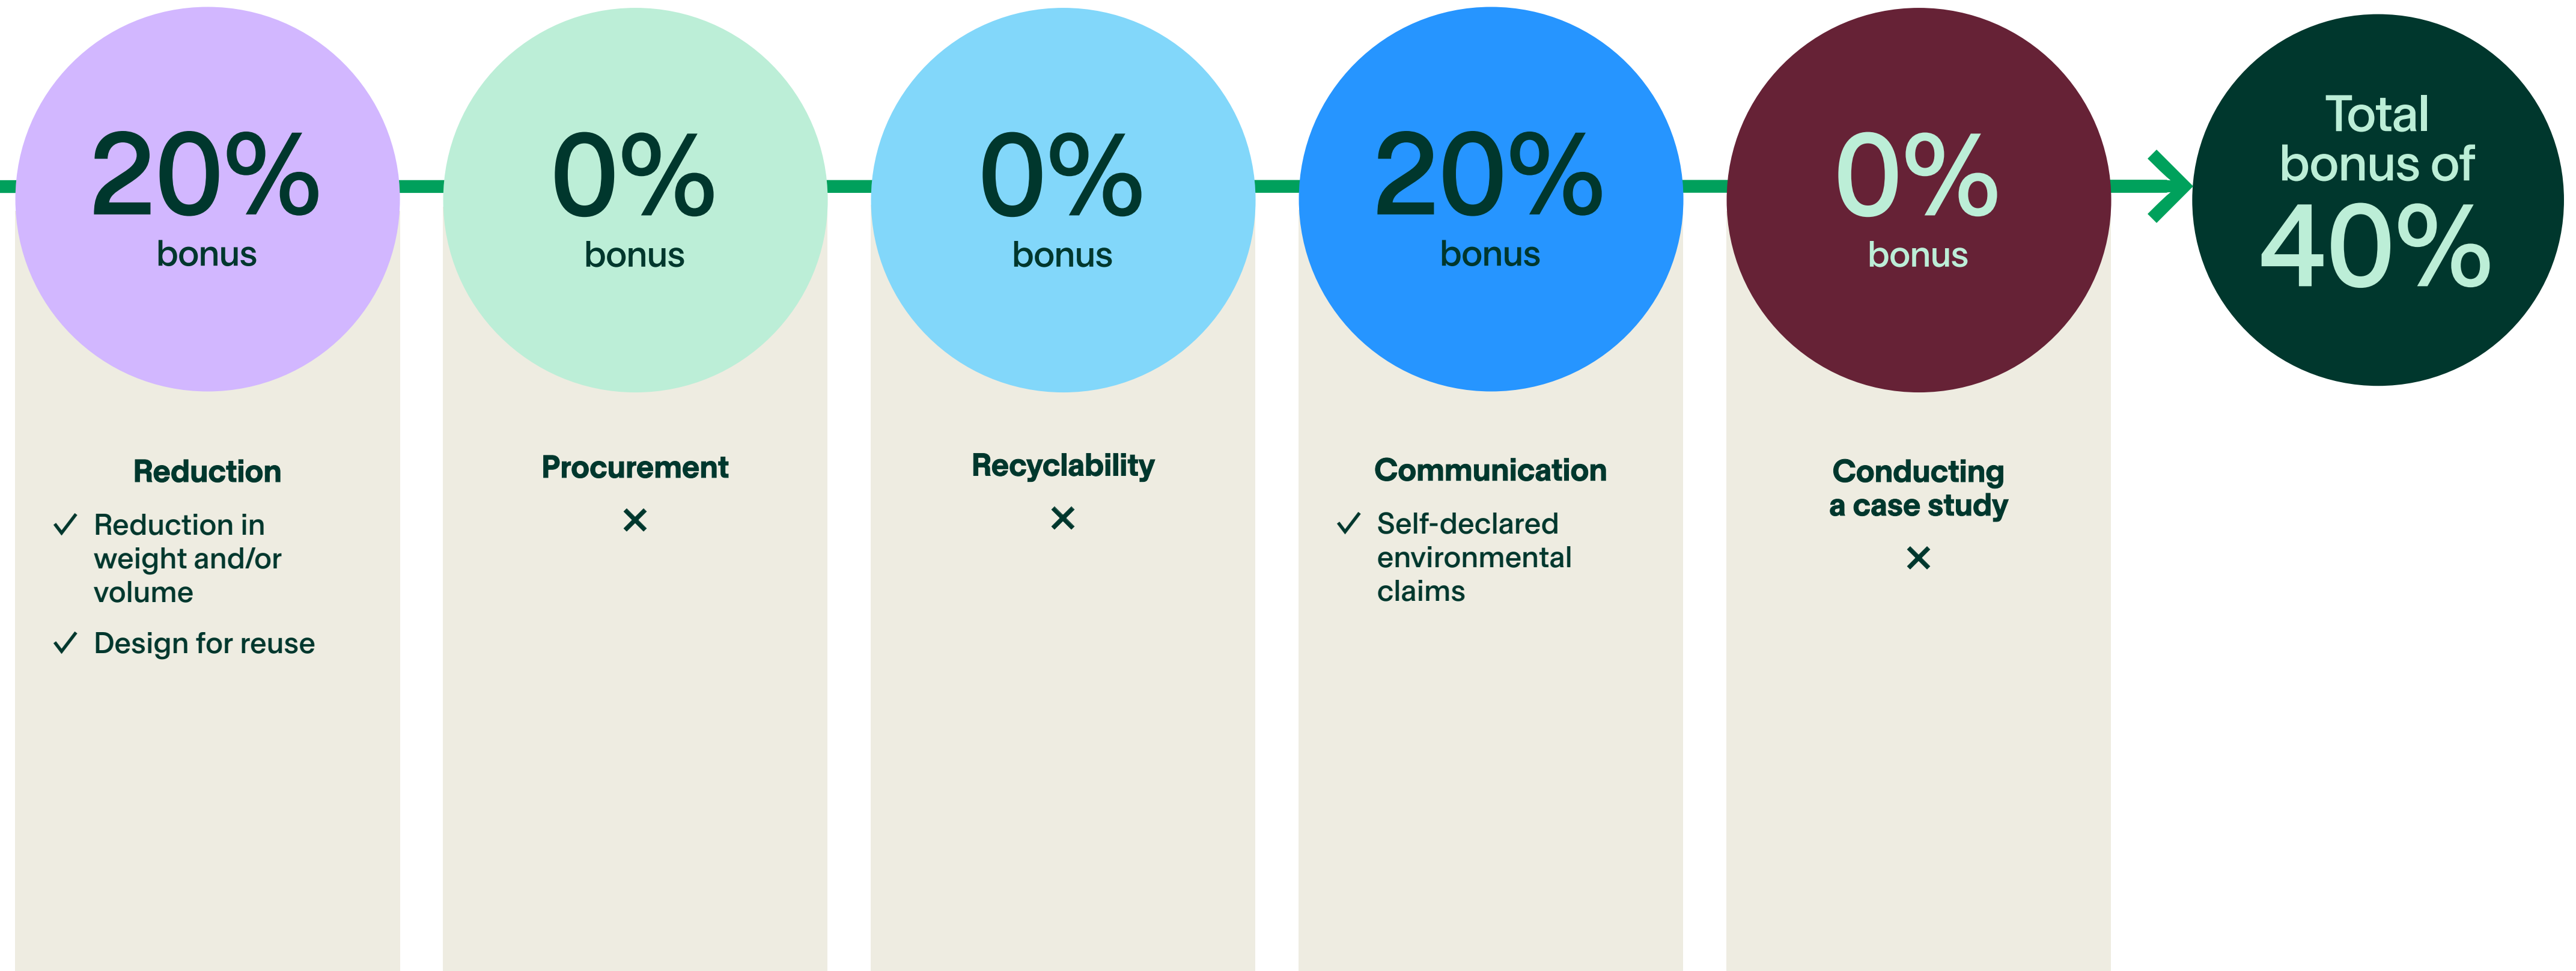 20%
bonus
Reduction
✓ Reduction in
weight and/or
volume
✓ Design for reuse
0%
bonus
Procurement
✕
0%
bonus
Recyclability
✕
20%
bonus
Communication
✓ Self-declared
environmental
claims
0%
bonus
Conducting
a case study
✕
Total
bonus of
40%